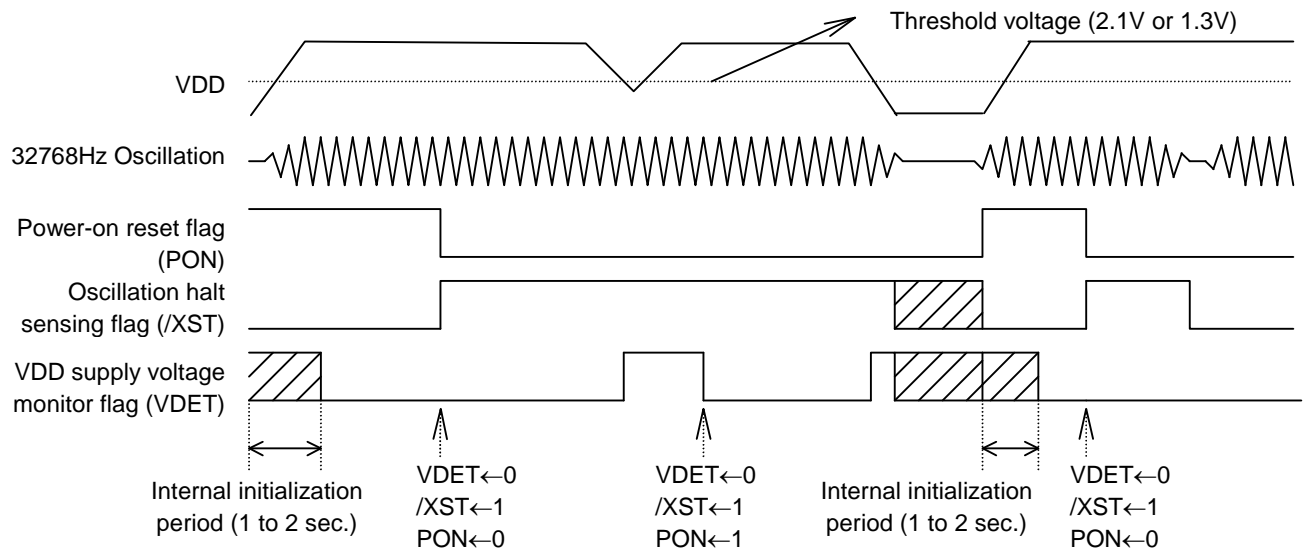 Threshold voltage (2.1V or 1.3V)
VDD
32768Hz Oscillation
Power-on reset flag
(PON)
Oscillation halt
sensing flag (/XST)
VDD supply voltage
monitor flag (VDET)
Internal initialization
period (1 to 2 sec.)
VDET←0
/XST←1
PON←0
VDET←0
/XST←1
PON←1
Internal initialization
period (1 to 2 sec.)
VDET←0
/XST←1
PON←0